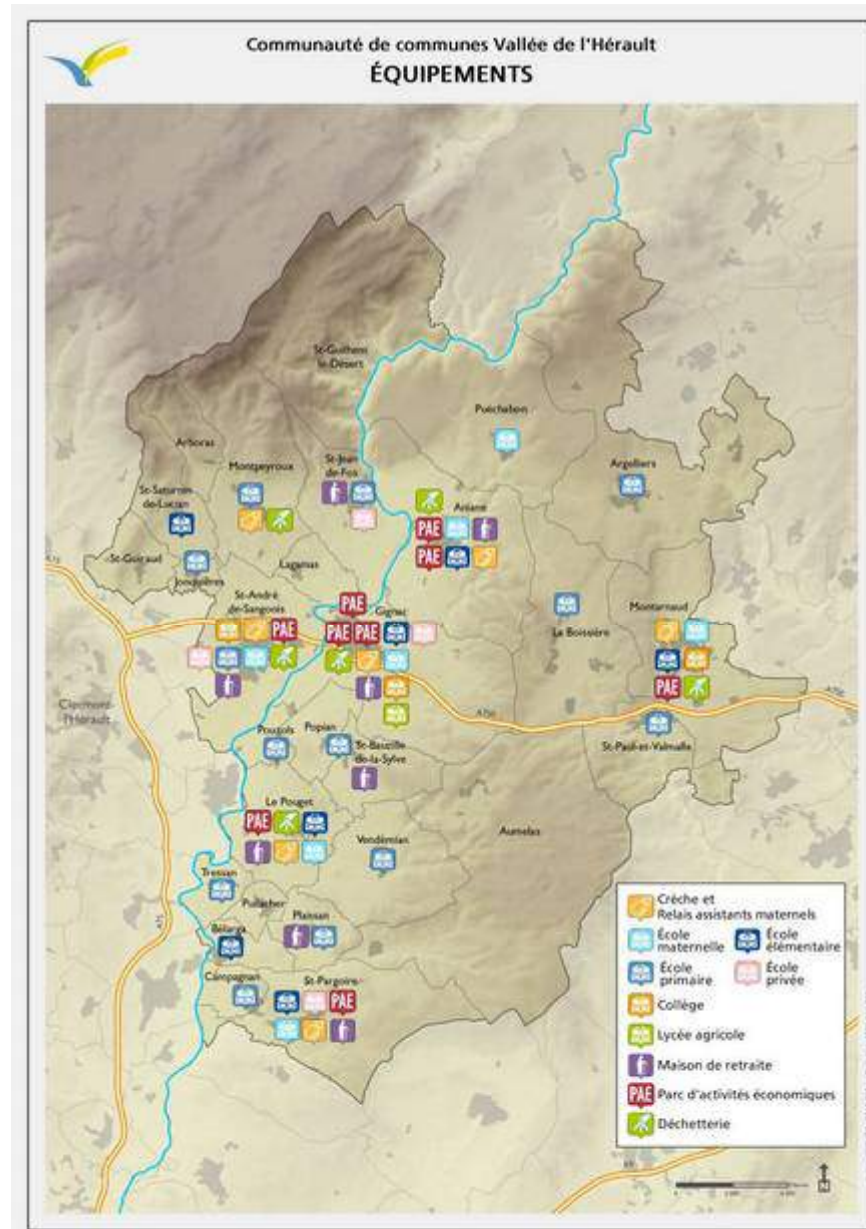 Communauté de communes Vallée de l'Hérault
ÉQUIPEMENTS
St-Guilhem
le-Désert
Puéchabon
Arboras
Montpeyroux
St-Jean
de-Fos
Argelliers
St-Saturnin
de-Lucian
Aniane
PAE
St-Guiraud
Jonquières
Lagamas
PAE
A75
St-André
de-Sangonis
PAE
Gignac
La Boissière
Montarnaud
PAE
PAE
PAE
Clermont-
l'Hérault
PAE
A750
A750
Pouzols
Popian
St-Bauzille
de-la-Sylve
St-Paul-et-Valmalle
Le Pouget
PAE
Vendémian
Aumelas
Tressan
Puilacher
A75
Plaissan
Bélarga
Campagnan
St-Pargoire
PAE
Crèche et
Relais assistants maternels
École
maternelle
École
élémentaire
École
primaire
École
privée
Collège
Lycée agricole
Maison de retraite
PAE Parc d'activités économiques
Déchetterie
N